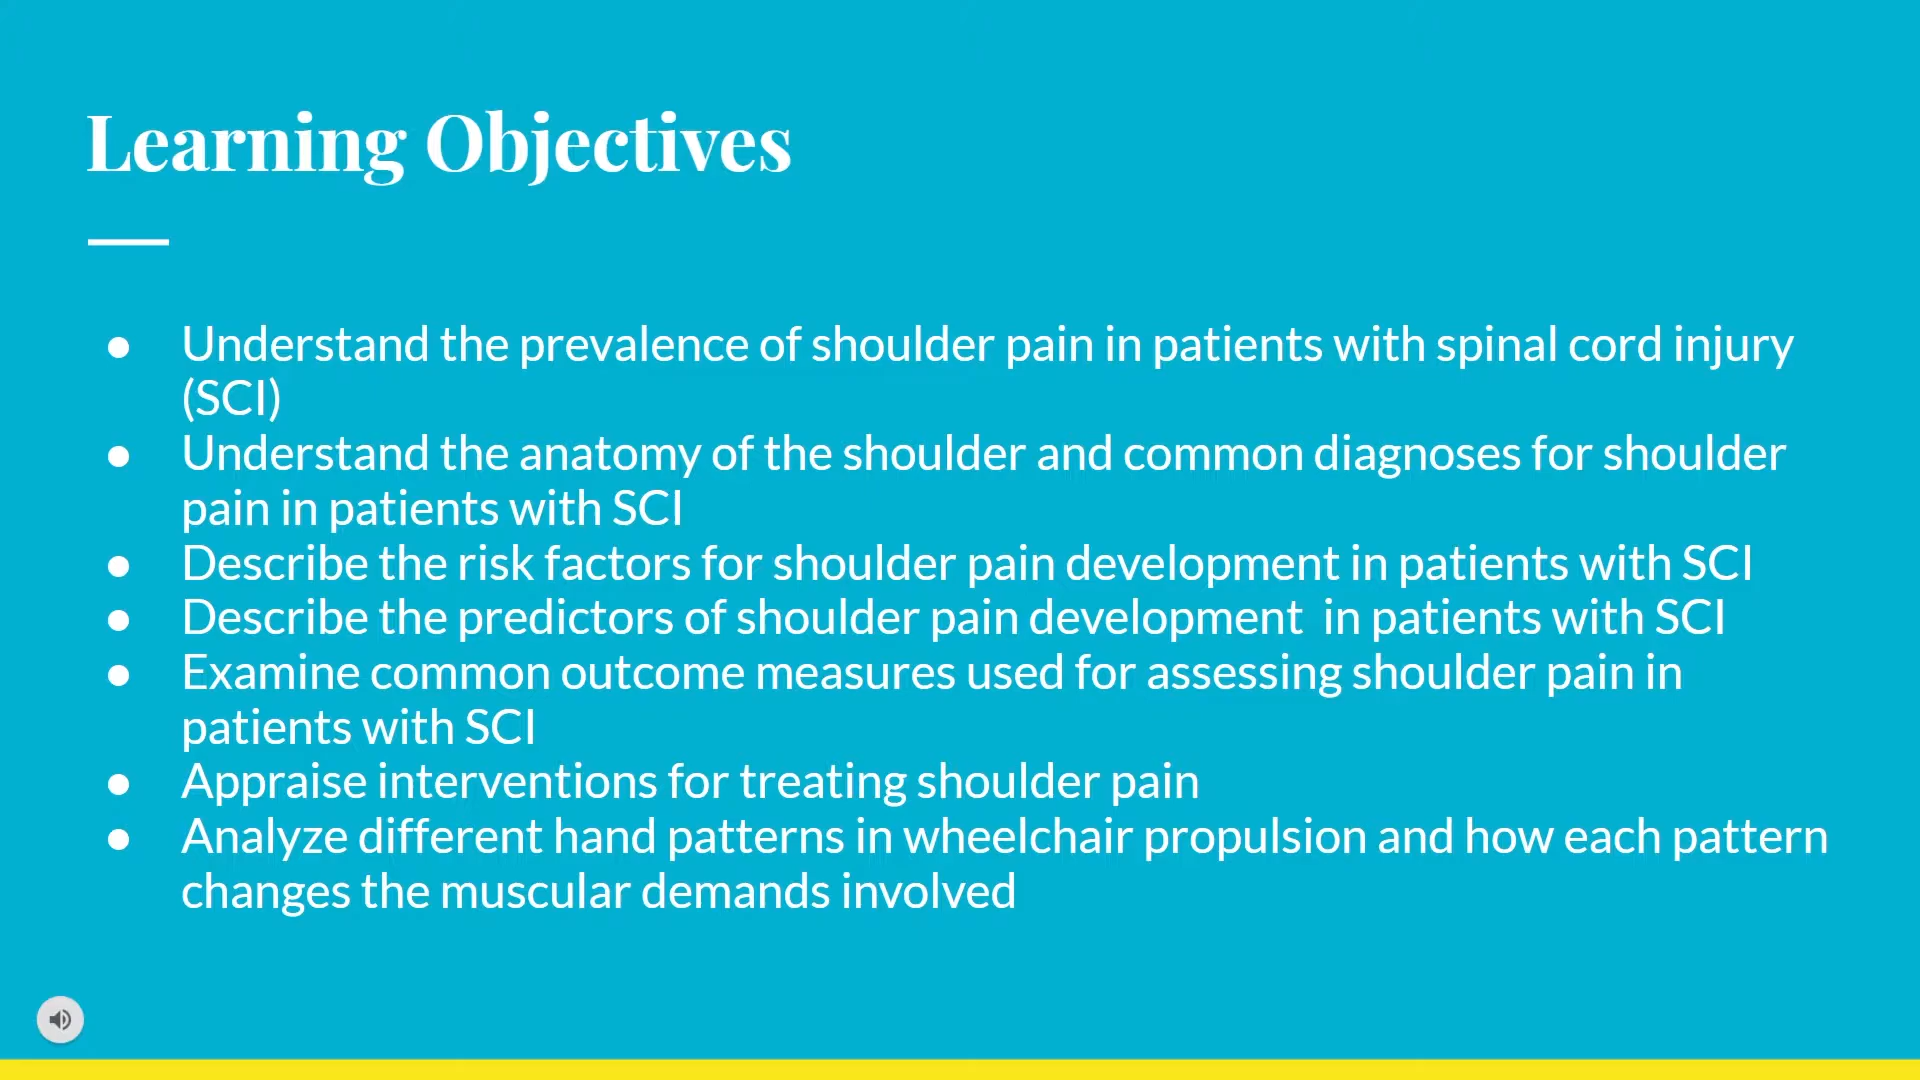 Learning Objectives
● Understand the prevalence of shoulder pain in patients with spinal cord injury
(SCI)
● Understand the anatomy of the shoulder and common diagnoses for shoulder
pain in patients with SCI
● Describe the risk factors for shoulder pain development in patients with SCI
● Describe the predictors of shoulder pain development  in patients with SCI
● Examine common outcome measures used for assessing shoulder pain in
patients with SCI
● Appraise interventions for treating shoulder pain
● Analyze different hand patterns in wheelchair propulsion and how each pattern
changes the muscular demands involved